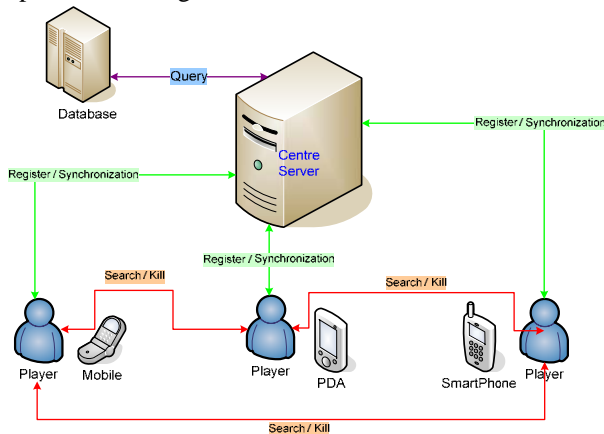 Query
Database
Register / Synchronization
Centre
Server
Register / Synchronization
Register / Synchronization
Search / Kill
Search / Kill
Player
Mobile
Player
PDA
SmartPhone
Player
Search / Kill